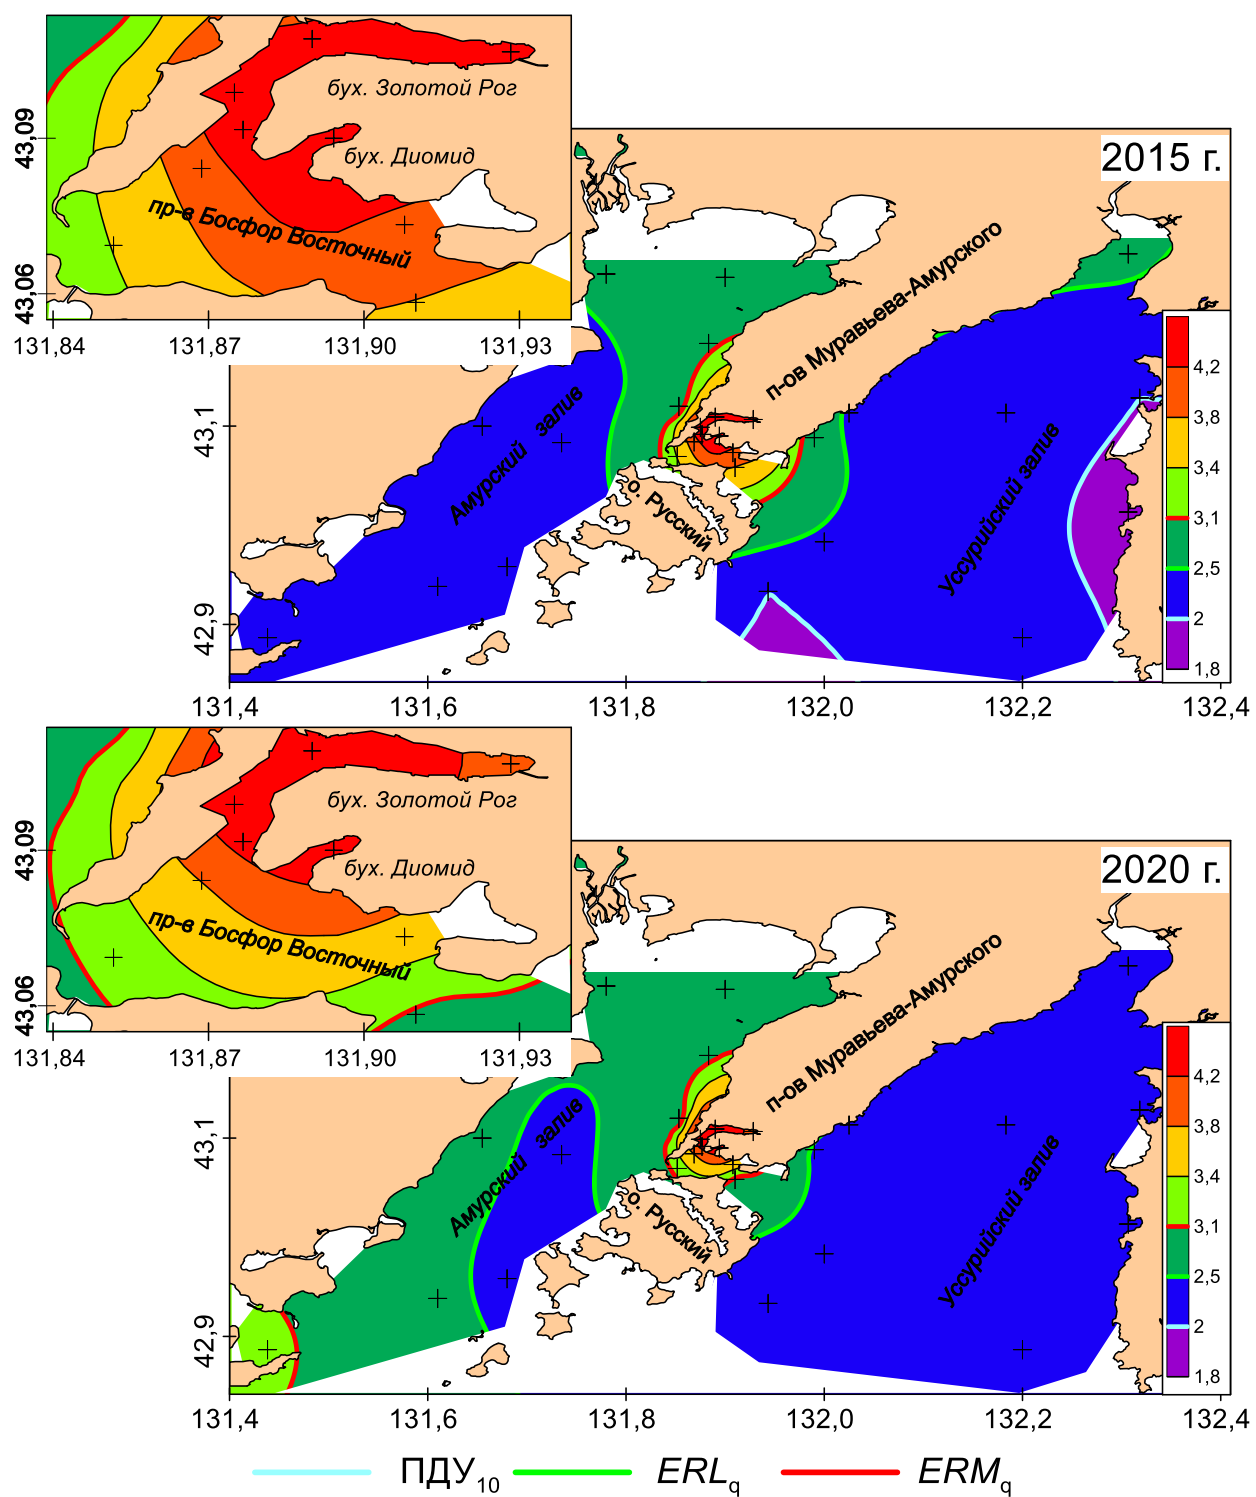 бух. Золотой Рог
бух. Диомид
пр-в Босфор Восточный
43,09
43,06
131,84 131,87 131,90 131,93
2015 г.
п-ов Муравьева-Амурского
Амурский залив
о. Русский
Уссурийский залив
43,1
42,9
4,2
3,8
3,4
3,1
2,5
2
1,8
131,4 131,6 131,8 132,0 132,2 132,4
бух. Золотой Рог
бух. Диомид
пр-в Босфор Восточный
43,09
43,06
131,84 131,87 131,90 131,93
2020 г.
п-ов Муравьева-Амурского
Амурский залив
о. Русский
Уссурийский залив
43,1
42,9
4,2
3,8
3,4
3,1
2,5
2
1,8
131,4 131,6 131,8 132,0 132,2 132,4
ПДУ10 ERLq ERMq